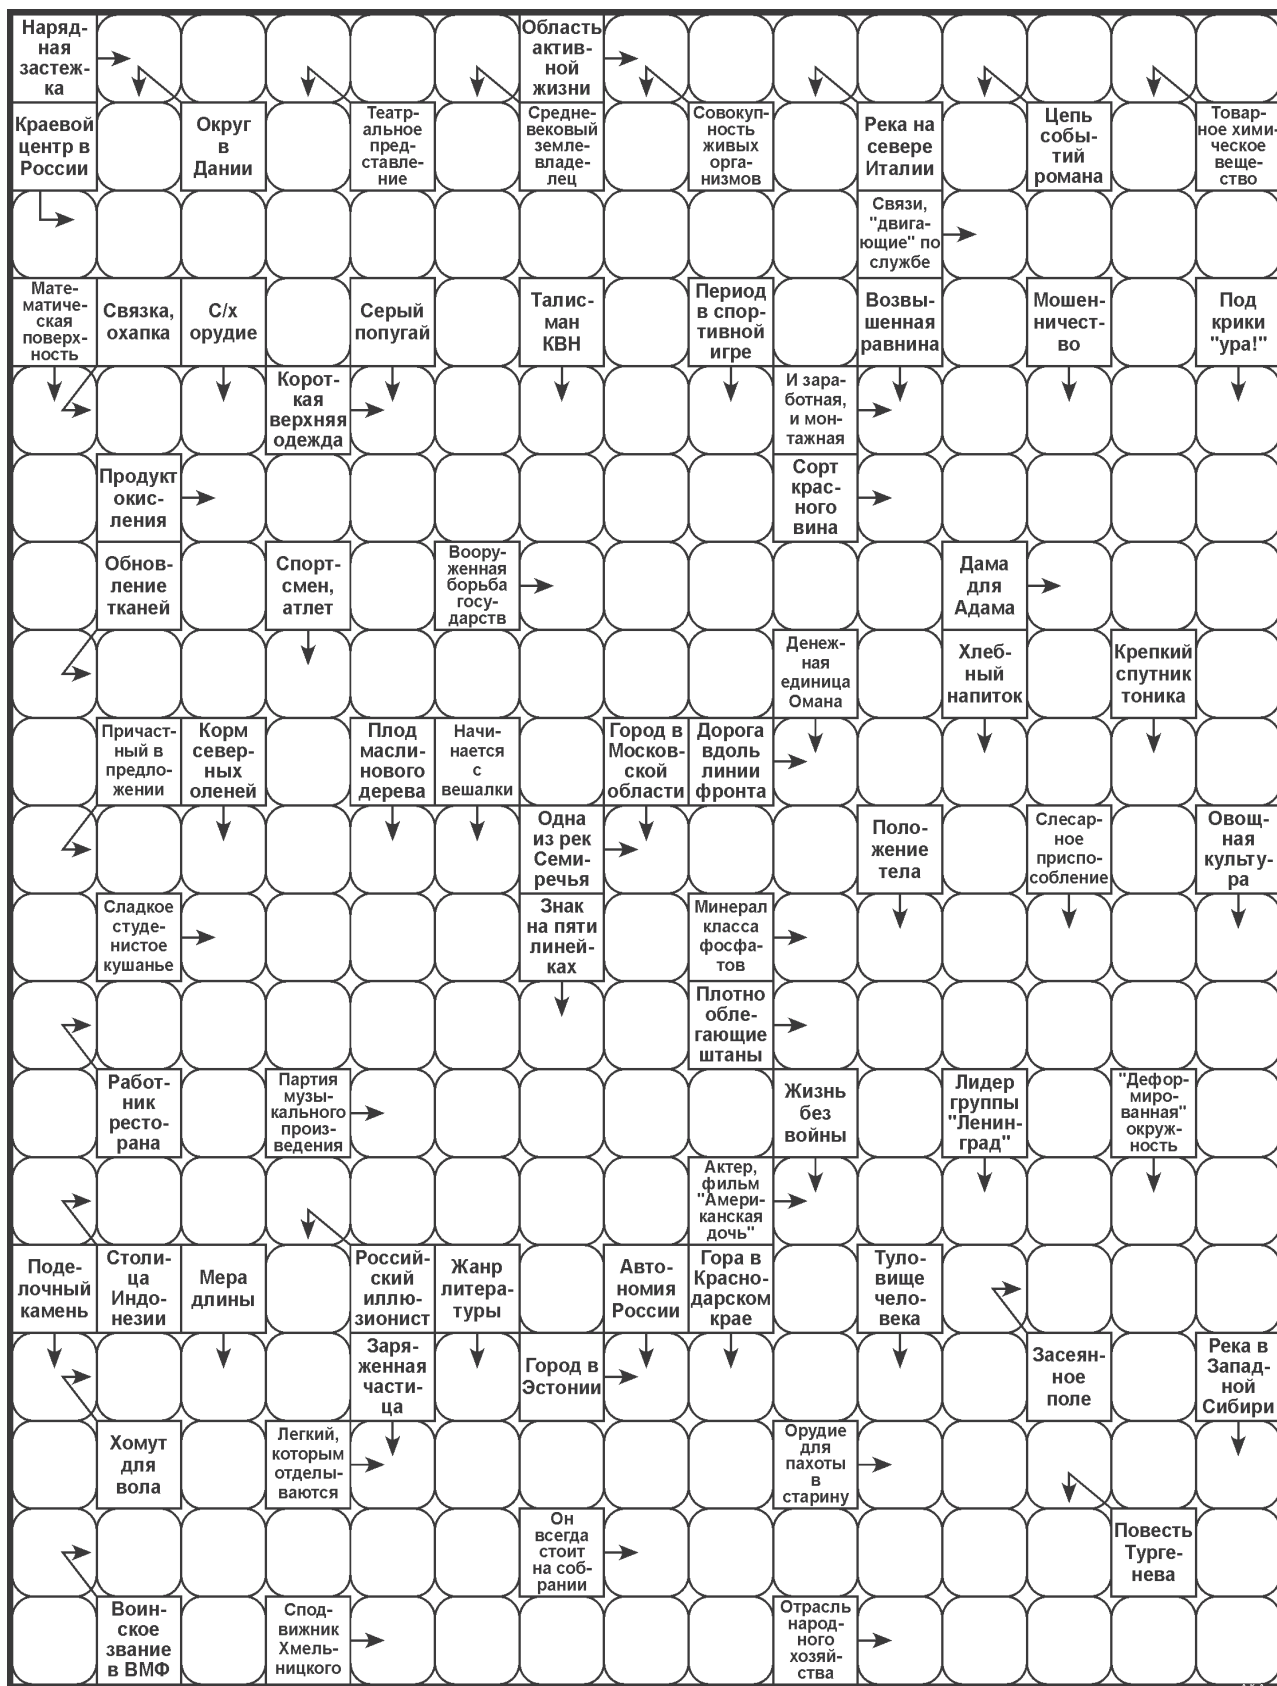 Наряд-
ная
застеж-
ка
Область
актив-
ной
жизни
Краевой
центр в
России
Округ
в
Дании
Театр-
альное
пред-
ставле-
ние
Средне-
вековый
земле-
владе-
лец
Совокуп-
ность
живых
орга-
низмов
Река на
севере
Италии
Цепь
собы-
тий
романа
Товар-
ное хими-
ческое
веще-
ство
Связи,
"двига-
ющие" по
службе
Мате-
матиче-
ская
поверх-
ность
Связка,
охапка
С/х
орудие
Серый
попугай
Талис-
ман
КВН
Период
в спор-
тивной
игре
Возвы-
шенная
равнина
Мошен-
ничест-
во
Под
крики
"ура!"
Корот-
кая
верхняя
одежда
И зара-
ботная,
и мон-
тажная
Продукт
окис-
ления
Сорт
крас-
ного
вина
Обнов-
ление
тканей
Спорт-
смен,
атлет
Воору-
женная
борьба
госу-
дарств
Дама
для
Адама
Денеж-
ная
единица
Омана
Хлеб-
ный
напиток
Крепкий
спутник
тоника
Причаст-
ный в
предло-
жении
Корм
север-
ных
оленей
Плод
масли-
нового
дерева
Начи-
нается
с
вешалки
Город в
Москов-
ской
области
Дорога
вдоль
линии
фронта
Одна
из рек
Семи-
речья
Поло-
жение
тела
Слесар-
ное
приспо-
собление
Овощ-
ная
культу-
ра
Сладкое
студе-
нистое
кушанье
Знак
на пяти
линей-
ках
Минерал
класса
фосфа-
тов
Плотно
обле-
гающие
штаны
Работ-
ник
ресто-
рана
Партия
музы-
кального
произ-
ведения
Жизнь
без
войны
Лидер
группы
"Ленин-
град"
"Дефор-
миро-
ванная"
окруж-
ность
Актер,
фильм
"Амери-
канская
дочь"
Поде-
лочный
камень
Столи-
ца
Индо-
незии
Мера
длины
Россий-
ский
иллю-
зионист
Жанр
литера-
туры
Авто-
номия
России
Гора в
Красно-
дарском
крае
Туло-
вище
чело-
века
Заря-
женная
части-
ца
Город в
Эстонии
Засеян-
ное
поле
Река в
Запад-
ной
Сибири
Хомут
для
вола
Легкий,
которым
отделы-
ваются
Орудие
для
пахоты
в
старину
Он
всегда
стоит
на соб-
рании
Повесть
Турге-
нева
Воин-
ское
звание
в ВМФ
Спод-
вижник
Хмель-
ницкого
Отрасль
народ-
ного
хозяй-
ства